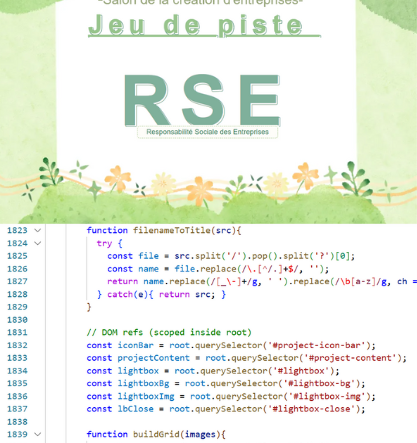 -Salon de la création d'entreprises-
Jeu de piste
RSE
Responsabilité Sociale des Entreprises
1823 function filenameToTitle(src){
1824 try {
1825 const file = src.split('/').pop().split('?')[0];
1826 const name = file.replace(/\.[^/.]+$/, '');
1827 return name.replace(/[_\-]+/g, ' ').replace(/\b[a-z]/g, ch =
1828 } catch(e){ return src; }
1829 }
1830
1831 // DOM refs (scoped inside root)
1832 const iconBar = root.querySelector('#project-icon-bar');
1833 const projectContent = root.querySelector('#project-content');
1834 const lightbox = root.querySelector('#lightbox');
1835 const lightboxBg = root.querySelector('#lightbox-bg');
1836 const lightboxImg = root.querySelector('#lightbox-img');
1837 const lbClose = root.querySelector('#lightbox-close');
1838
1839 function buildGrid(images){